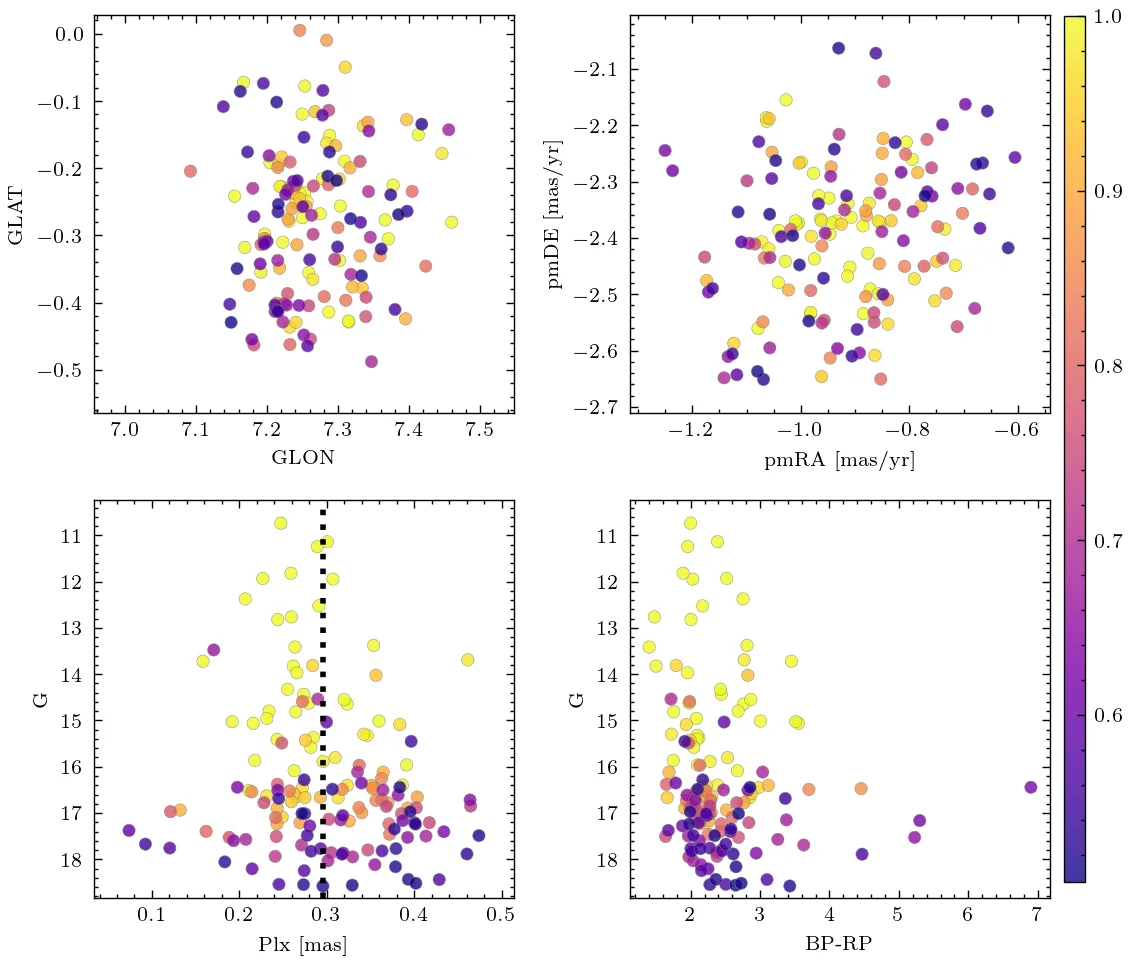 0.0
−0.1
−0.2
−0.3
−0.4
−0.5
GLAT
7.0 7.1 7.2 7.3 7.4 7.5
GLON
−2.1
−2.2
−2.3
−2.4
−2.5
−2.6
−2.7
pmDE [mas/yr]
−1.2 −1.0 −0.8 −0.6
pmRA [mas/yr]
1.0
0.9
0.8
0.7
0.6
11
12
13
14
15
16
17
18
G
0.1 0.2 0.3 0.4 0.5
Plx [mas]
11
12
13
14
15
16
17
18
G
2 3 4 5 6 7
BP-RP